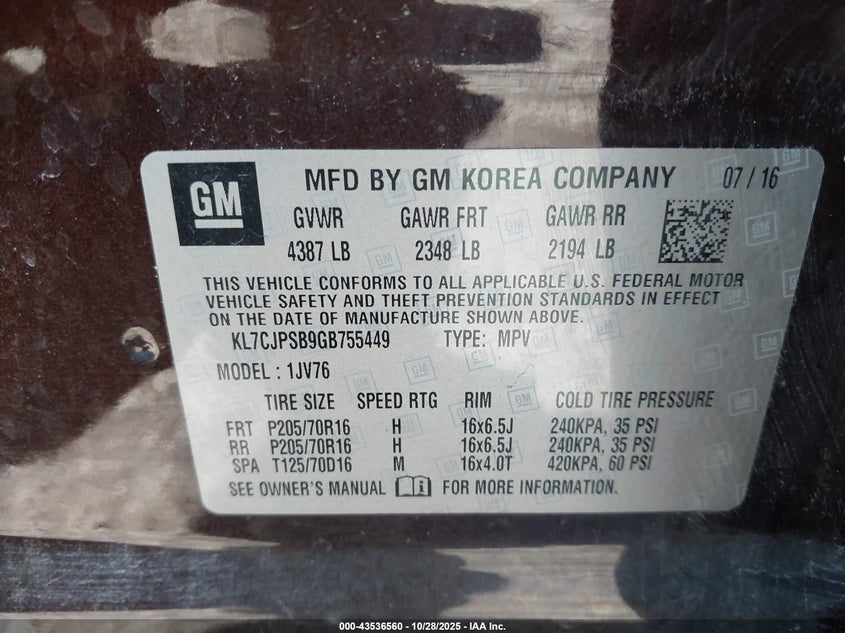 GM MFD BY GM KOREA COMPANY 07 / 16
GVWR GAWR FRT GAWR RR
4387 LB 2348 LB 2194 LB
THIS VEHICLE CONFORMS TO ALL APPLICABLE U.S. FEDERAL MOTOR
VEHICLE SAFETY AND THEFT PREVENTION STANDARDS IN EFFECT
ON THE DATE OF MANUFACTURE SHOWN ABOVE.
KL7CJPSB9GB755449 TYPE: MPV
MODEL : 1JV76
TIRE SIZE SPEED RTG RIM COLD TIRE PRESSURE
FRT P205/70R16 H 16x6.5J 240KPA, 35 PSI
RR P205/70R16 H 16x6.5J 240KPA, 35 PSI
SPA T125/70D16 M 16x4.0T 420KPA, 60 PSI
SEE OWNER'S MANUAL FOR MORE INFORMATION.
000-43536560 - 10/28/2025 - IAA Inc.